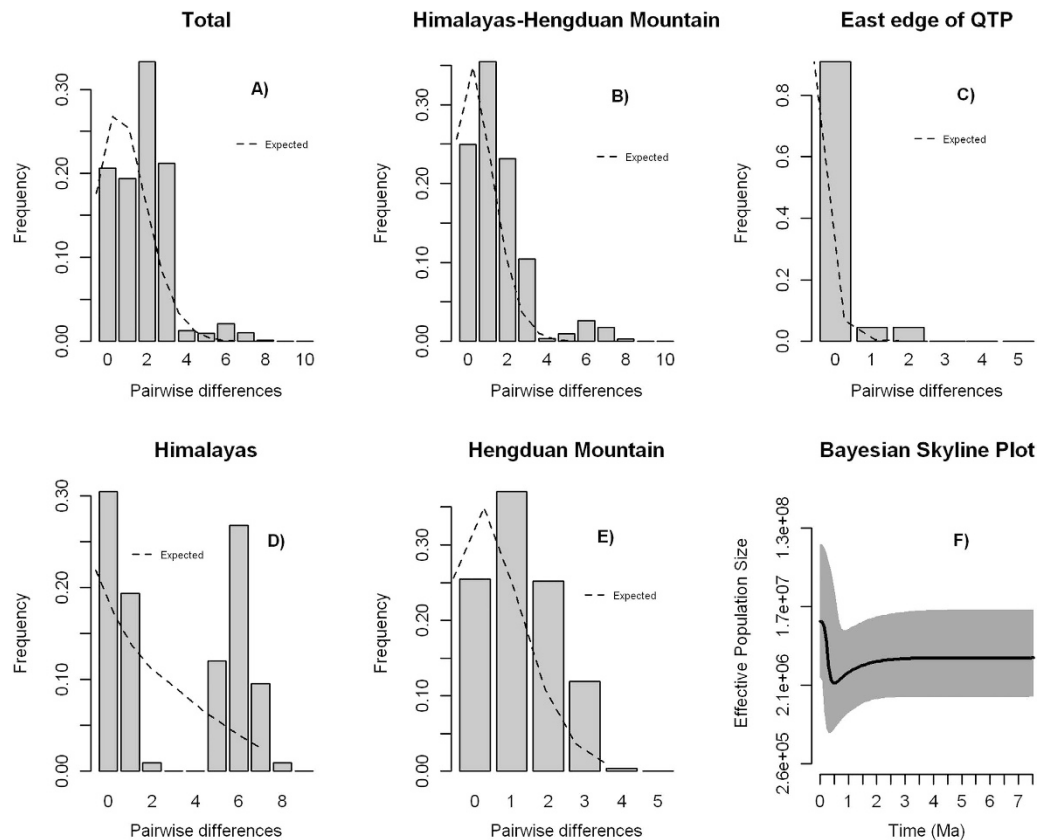 Total
A)
Expected
0.00
0.10
0.20
0.30
Frequency
0 2 4 6 8 10
Pairwise differences
Himalayas-Hengduan Mountain
B)
Expected
0.00
0.10
0.20
0.30
Frequency
0 2 4 6 8 10
Pairwise differences
East edge of QTP
C)
Expected
0.0
0.2
0.4
0.6
0.8
Frequency
0 1 2 3 4 5
Pairwise differences
Himalayas
D)
Expected
0.00
0.10
0.20
0.30
Frequency
0 2 4 6 8
Pairwise differences
Hengduan Mountain
E)
Expected
0.00
0.10
0.20
0.30
Frequency
0 1 2 3 4 5
Pairwise differences
Bayesian Skyline Plot
F)
2.6e+05
2.1e+06
1.7e+07
1.3e+08
Effective Population Size
0 1 2 3 4 5 6 7
Time (Ma)